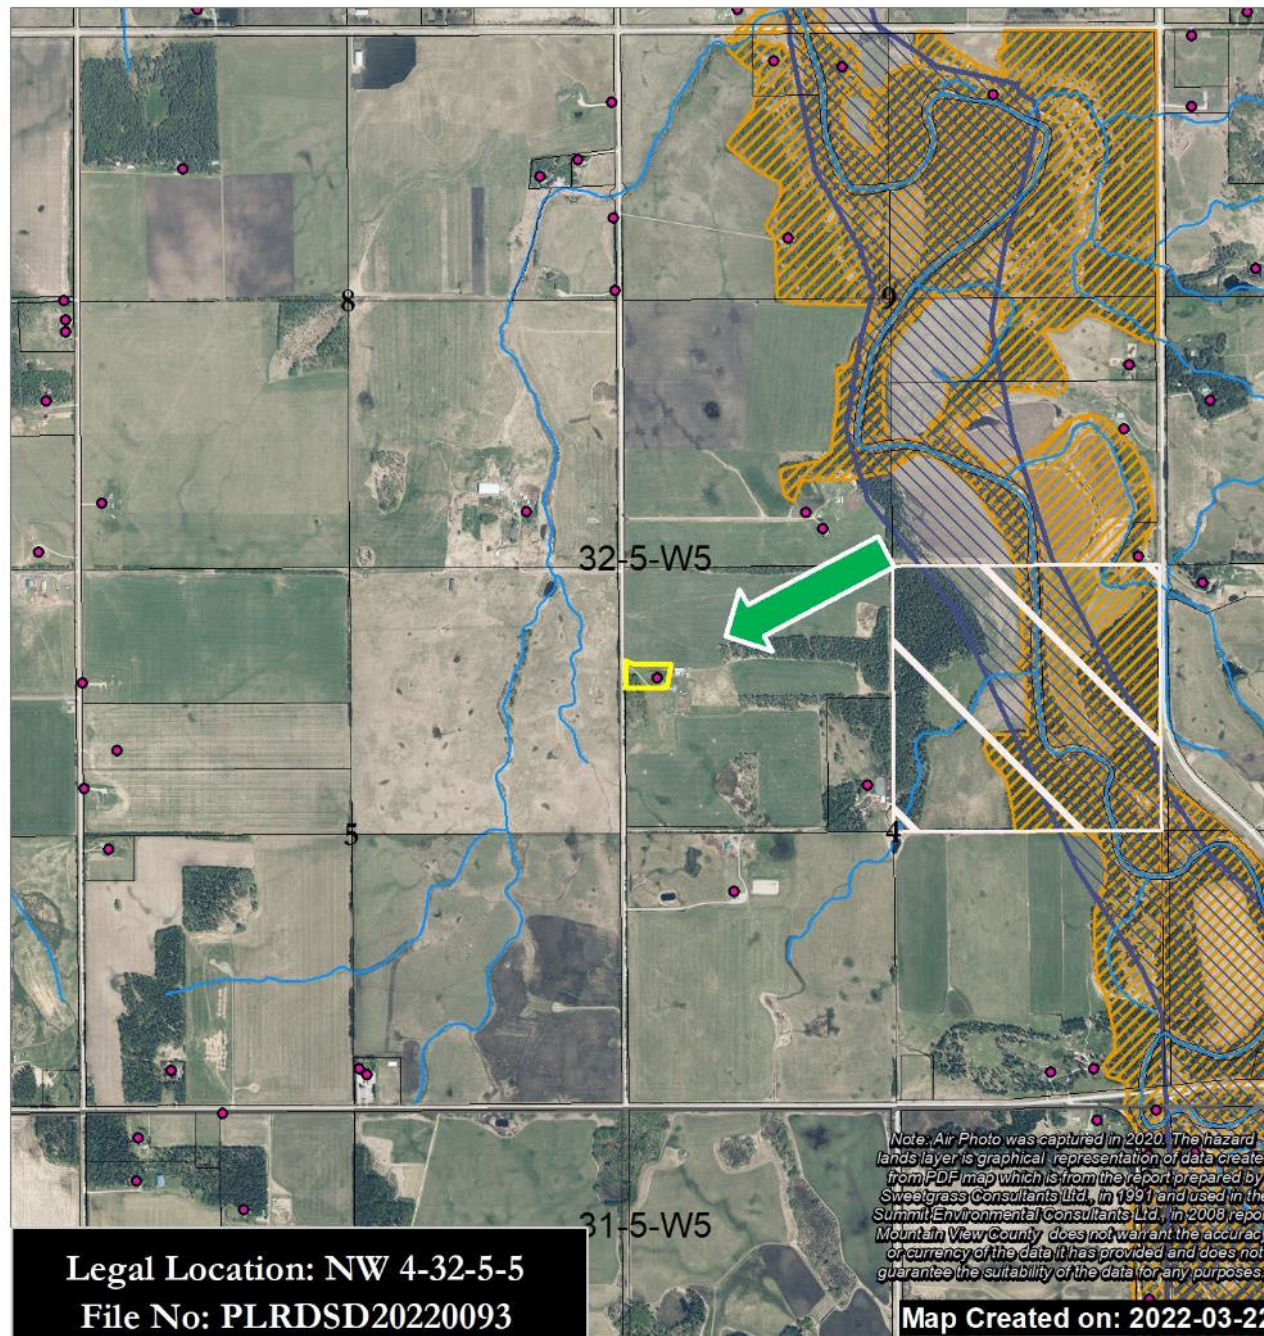 8
9
32-5-W5
5
4
Note: Air Photo was captured in 2020. The hazard
lands layer is graphical representation of data create
from PDF map which is from the report prepared by
Sweetgrass Consultants Ltd., in 1991 and used in the
Summit Environmental Consultants Ltd., in 2008 repor
Mountain View County does not warrant the accuracy
or currency of the data it has provided and does not
guarantee the suitability of the data for any purposes.
31-5-W5
Legal Location: NW 4-32-5-5
File No: PLRDSD20220093
Map Created on: 2022-03-22